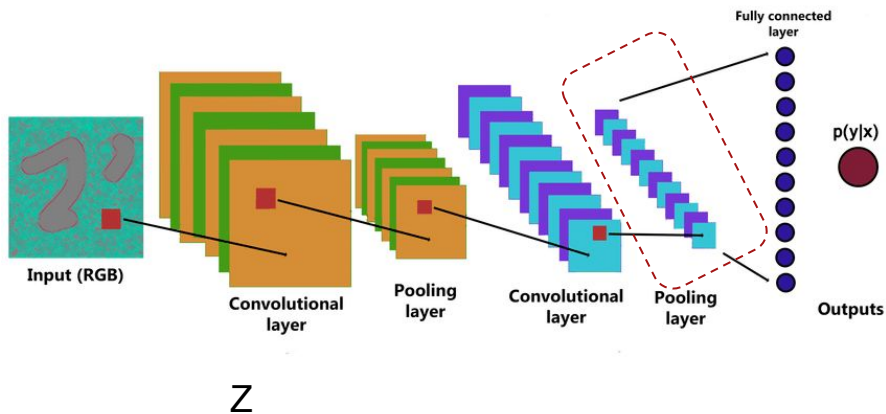 Fully connected
layer
p(y|x)
Input (RGB)
Convolutional
layer
Pooling
layer
Convolutional
layer
Pooling
layer
Outputs
Z